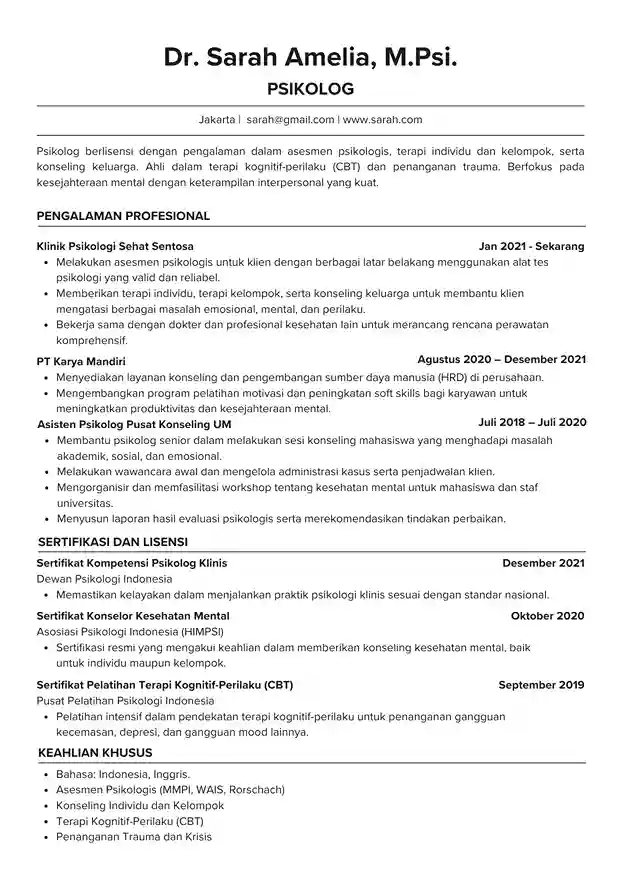 Dr. Sarah Amelia, M.Psi.
PSIKOLOG
Jakarta | sarah@gmail.com | www.sarah.com
Psikolog berlisensi dengan pengalaman dalam asesmen psikologis, terapi individu dan kelompok, serta
konseling keluarga. Ahli dalam terapi kognitif-perilaku (CBT) dan penanganan trauma. Berfokus pada
kesejahteraan mental dengan keterampilan interpersonal yang kuat.
PENGALAMAN PROFESIONAL
Klinik Psikologi Sehat Sentosa Jan 2021 - Sekarang
• Melakukan asesmen psikologis untuk klien dengan berbagai latar belakang menggunakan alat tes
psikologi yang valid dan reliabel.
• Memberikan terapi individu, terapi kelompok, serta konseling keluarga untuk membantu klien
mengatasi berbagai masalah emosional, mental, dan perilaku.
• Bekerja sama dengan dokter dan profesional kesehatan lain untuk merancang rencana perawatan
komprehensif.
PT Karya Mandiri Agustus 2020 – Desember 2021
• Menyediakan layanan konseling dan pengembangan sumber daya manusia (HRD) di perusahaan.
• Mengembangkan program pelatihan motivasi dan peningkatan soft skills bagi karyawan untuk
meningkatkan produktivitas dan kesejahteraan mental.
Asisten Psikolog Pusat Konseling UM Juli 2018 – Juli 2020
• Membantu psikolog senior dalam melakukan sesi konseling mahasiswa yang menghadapi masalah
akademik, sosial, dan emosional.
• Melakukan wawancara awal dan mengelola administrasi kasus serta penjadwalan klien.
• Mengorganisir dan memfasilitasi workshop tentang kesehatan mental untuk mahasiswa dan staf
universitas.
• Menyusun laporan hasil evaluasi psikologis serta merekomendasikan tindakan perbaikan.
SERTIFIKASI DAN LISENSI
Sertifikat Kompetensi Psikolog Klinis Desember 2021
Dewan Psikologi Indonesia
• Memastikan kelayakan dalam menjalankan praktik psikologi klinis sesuai dengan standar nasional.
Sertifikat Konselor Kesehatan Mental Oktober 2020
Asosiasi Psikologi Indonesia (HIMPSI)
• Sertifikasi resmi yang mengakui keahlian dalam memberikan konseling kesehatan mental, baik
untuk individu maupun kelompok.
Sertifikat Pelatihan Terapi Kognitif-Perilaku (CBT) September 2019
Pusat Pelatihan Psikologi Indonesia
• Pelatihan intensif dalam pendekatan terapi kognitif-perilaku untuk penanganan gangguan
kecemasan, depresi, dan gangguan mood lainnya.
KEAHLIAN KHUSUS
• Bahasa: Indonesia, Inggris.
• Asesmen Psikologis (MMPI, WAIS, Rorschach)
• Konseling Individu dan Kelompok
• Terapi Kognitif-Perilaku (CBT)
• Penanganan Trauma dan Krisis